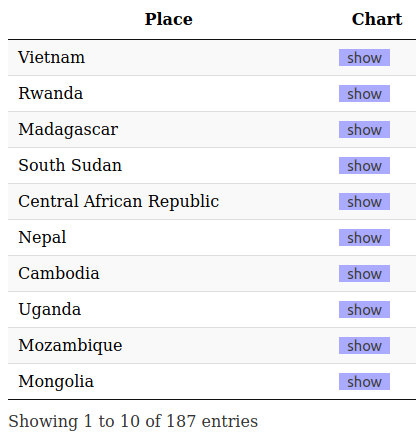 Place Chart
Vietnam show
Rwanda show
Madagascar show
South Sudan show
Central African Republic show
Nepal show
Cambodia show
Uganda show
Mozambique show
Mongolia show
Showing 1 to 10 of 187 entries